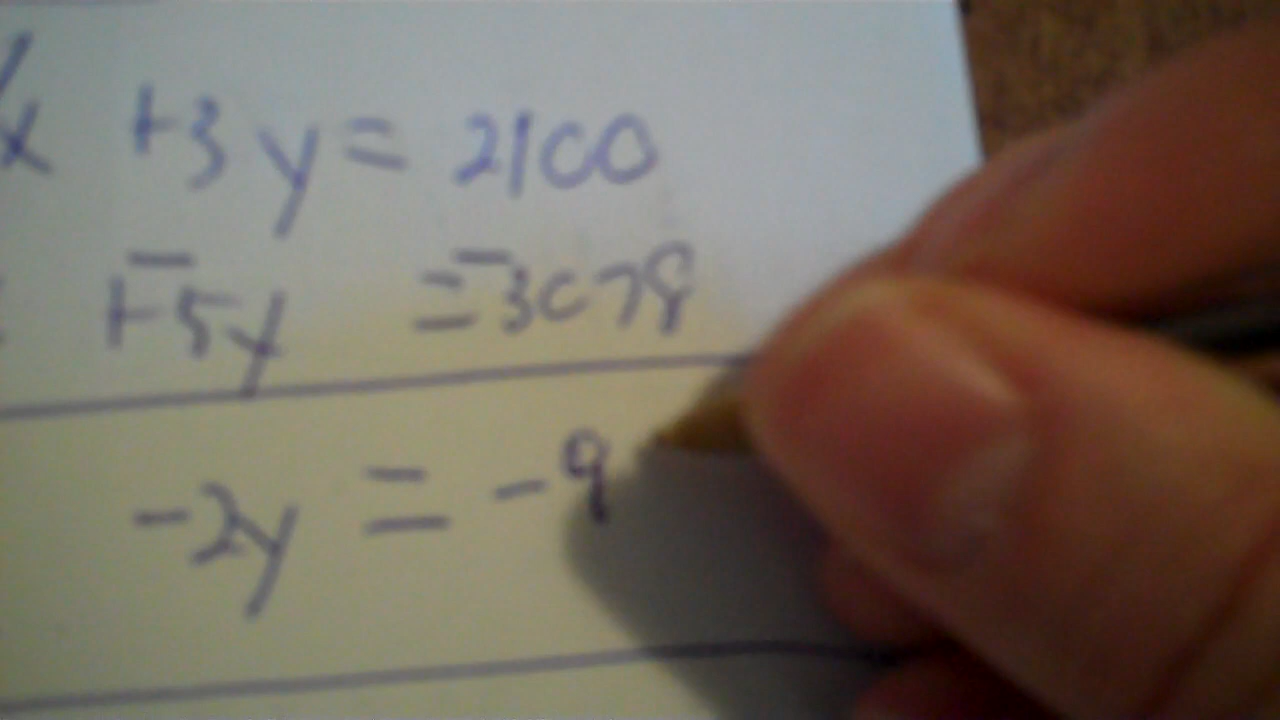 x +3y = 2100
+5y = 3078
-2y = -9